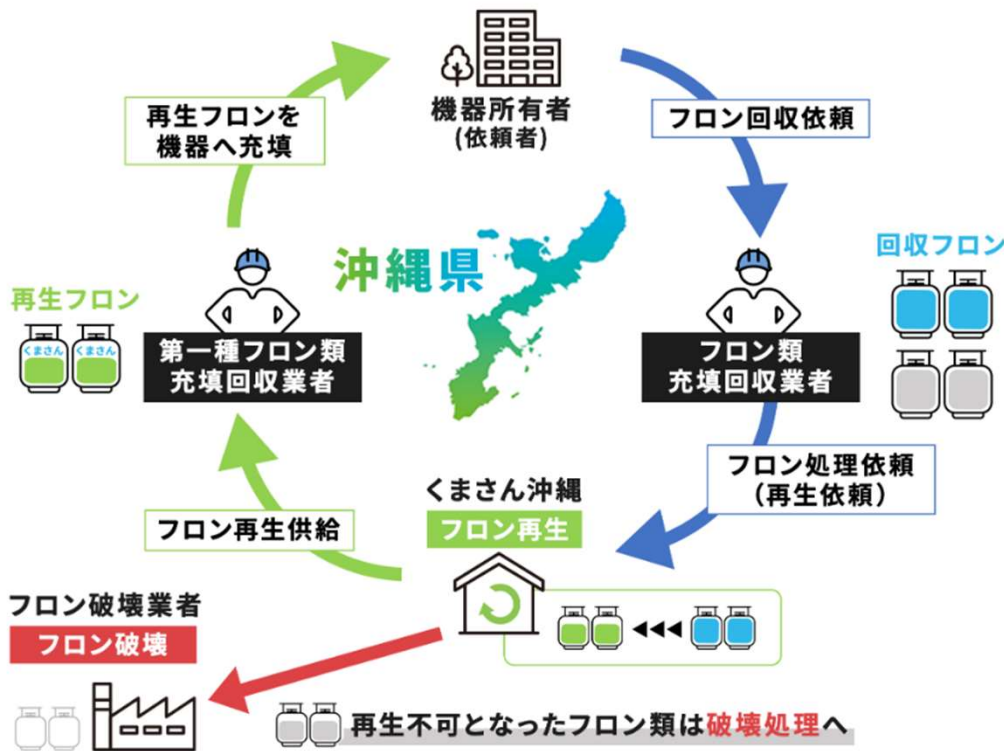 機器所有者
(依頼者)
フロン回収依頼
回収フロン
フロン類
充填回収業者
フロン処理依頼
（再生依頼）
くまさん沖縄
フロン再生
フロン再生供給
再生フロン
くまさん
くまさん
第一種フロン類
充填回収業者
再生フロンを
機器へ充填
沖縄県
フロン破壊業者
フロン破壊
再生不可となったフロン類は破壊処理へ